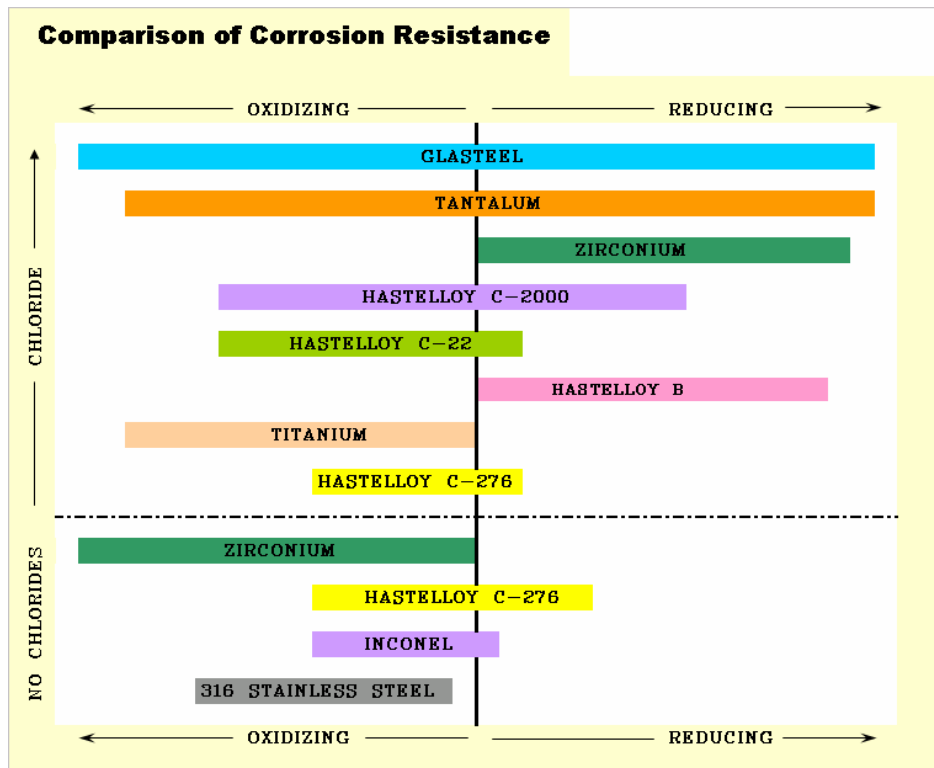 Comparison of Corrosion Resistance
OXIDIZING
REDUCING
CHLORIDE
GLASTEEL
TANTALUM
ZIRCONIUM
HASTELLOY C-2000
HASTELLOY C-22
HASTELLOY B
TITANIUM
HASTELLOY C-276
NO CHLORIDES
ZIRCONIUM
HASTELLOY C-276
INCONEL
316 STAINLESS STEEL
OXIDIZING
REDUCING